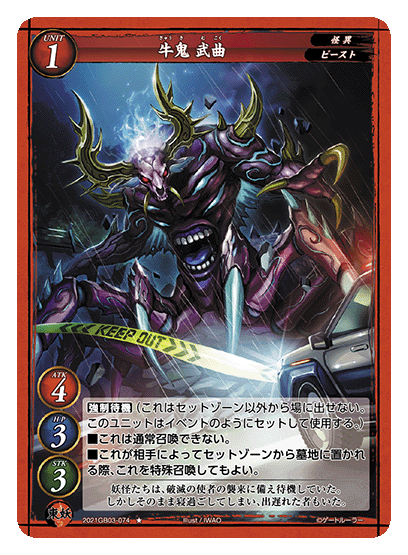 UNIT
1
ぎゅう き む こく
牛鬼 武曲
怪異
ビースト
KEEP OUT
ATK
4
H·P
3
STK
3
強制待機 (これはセットゾーン以外から場に出せない。
このユニットはイベントのようにセットして使用する。)
■これは通常召喚できない。
■これが相手によってセットゾーンから墓地に置かれ
る際、これを特殊召喚してもよい。
妖怪たちは、破滅の使者の襲来に備え待機していた。
しかしそのまま寝過ごしてしまい、出遅れた者もいた。
東妖
2021GB03-074 ★ Illust / IWAO ©ゲートルーラー